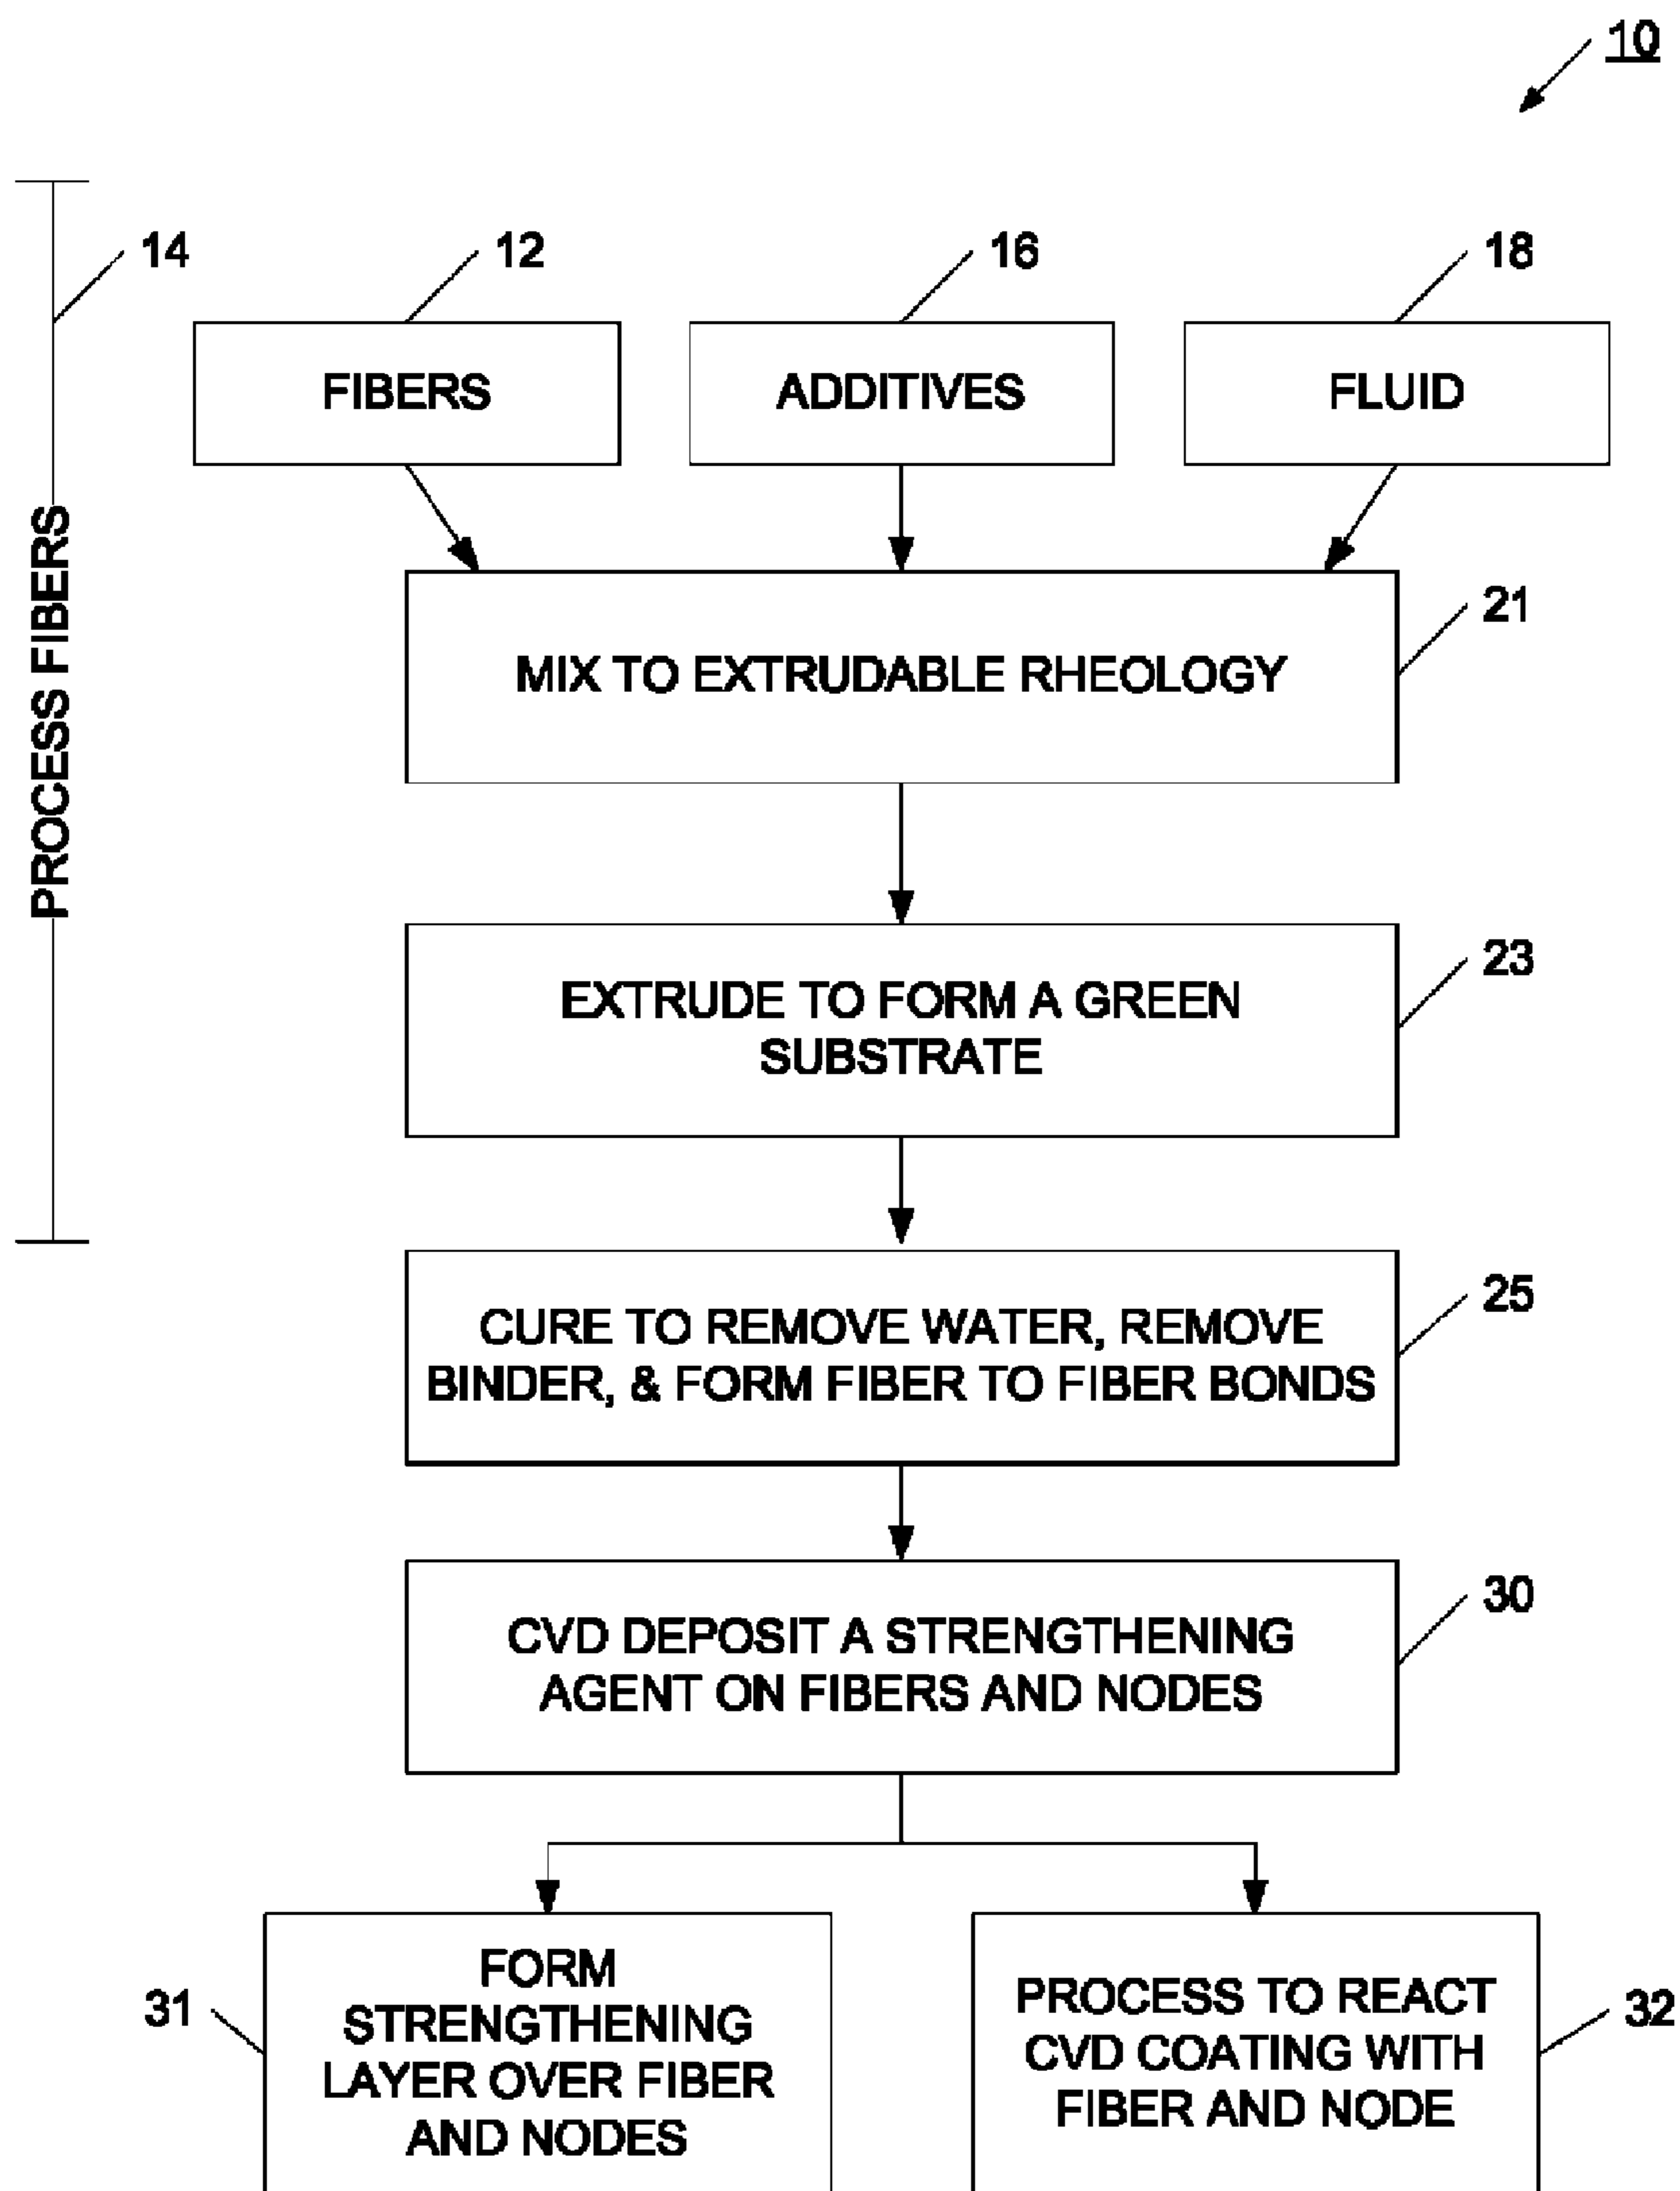 10
14
12
16
18
FIBERS
ADDITIVES
FLUID
PROCESS FIBERS
21
MIX TO EXTRUDABLE RHEOLOGY
23
EXTRUDE TO FORM A GREEN
SUBSTRATE
25
CURE TO REMOVE WATER, REMOVE
BINDER, & FORM FIBER TO FIBER BONDS
30
CVD DEPOSIT A STRENGTHENING
AGENT ON FIBERS AND NODES
31
FORM
STRENGTHENING
LAYER OVER FIBER
AND NODES
PROCESS TO REACT
CVD COATING WITH
FIBER AND NODE
32